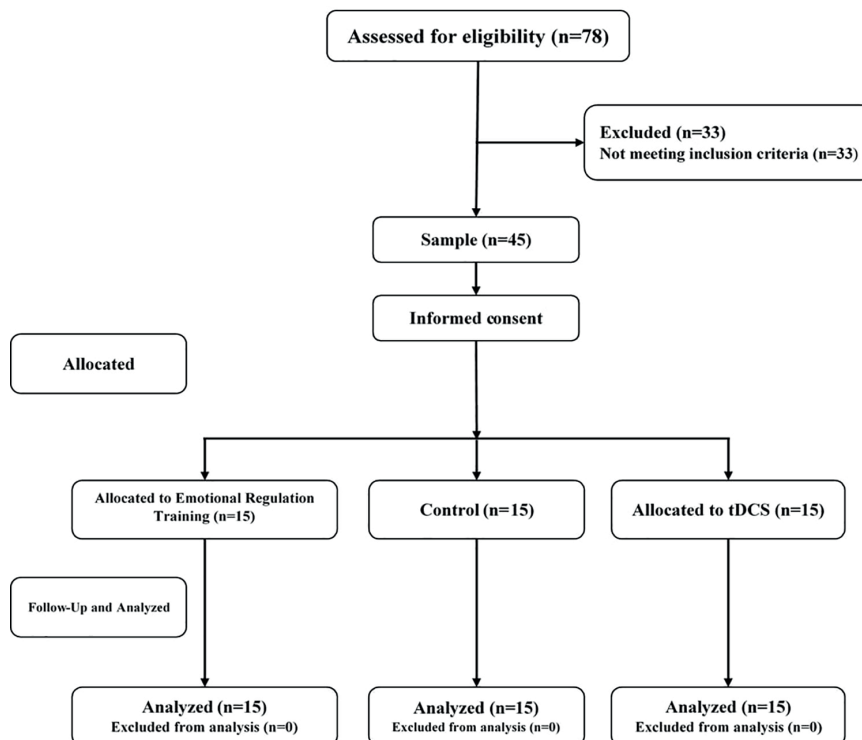 Assessed for eligibility (n=78)
Excluded (n=33)
Not meeting inclusion criteria (n=33)
Sample (n=45)
Informed consent
Allocated
Allocated to Emotional Regulation
Training (n=15)
Control (n=15)
Allocated to tDCS (n=15)
Follow-Up and Analyzed
Analyzed (n=15)
Excluded from analysis (n=0)
Analyzed (n=15)
Excluded from analysis (n=0)
Analyzed (n=15)
Excluded from analysis (n=0)